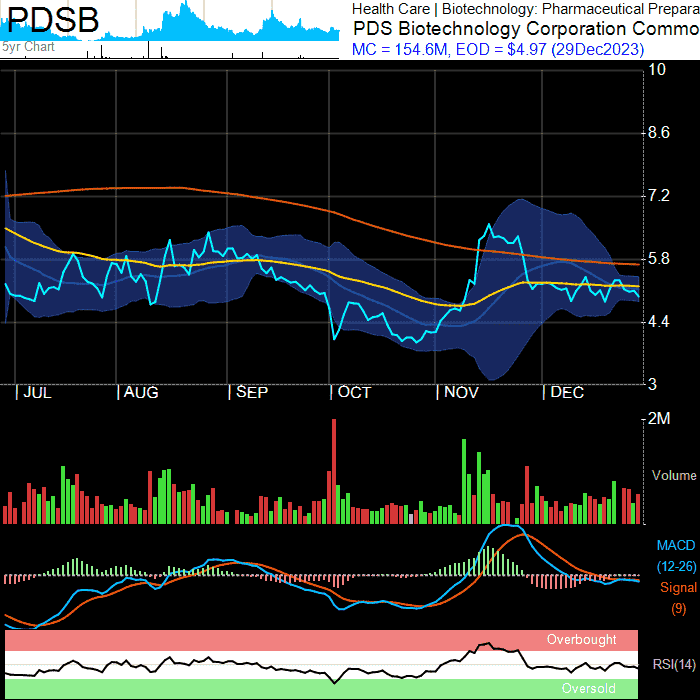 PDSB
5yr Chart
Health Care | Biotechnology: Pharmaceutical Prepara
PDS Biotechnology Corporation Commo
MC = 154.6M, EOD = $4.97 (29Dec2023)
10
8.6
7.2
5.8
4.4
3
| JUL | AUG | SEP | OCT | NOV | DEC
2M
Volume
MACD
(12-26)
Signal
(9)
Overbought
RSI(14)
Oversold